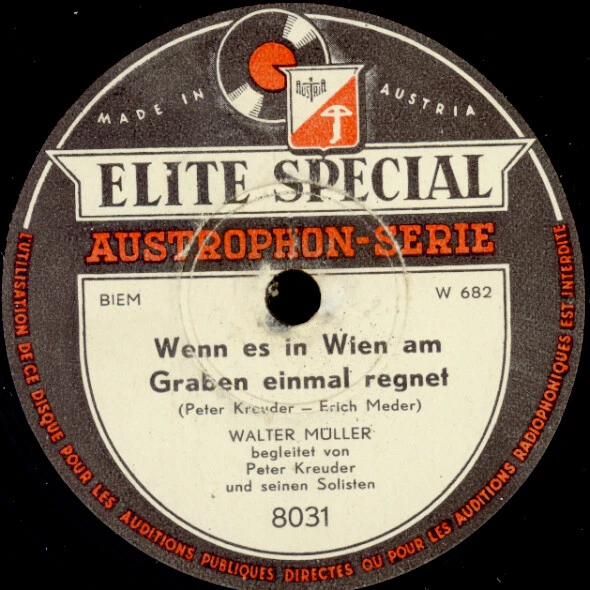 MADE IN AUSTRIA
AUSTRIA
ELITE SPECIAL
AUSTROPHON-SERIE
BIEM
W 682
Wenn es in Wien am
Graben einmal regnet
(Peter Kreuder – Erich Meder)
WALTER MÜLLER
begleitet von
Peter Kreuder
und seinen Solisten
8031
L'UTILISATION DE CE DISQUE POUR LES AUDITIONS PUBLIQUES DIRECTES OU POUR LES AUDITIONS RADIOPHONIQUES EST INTERDITE